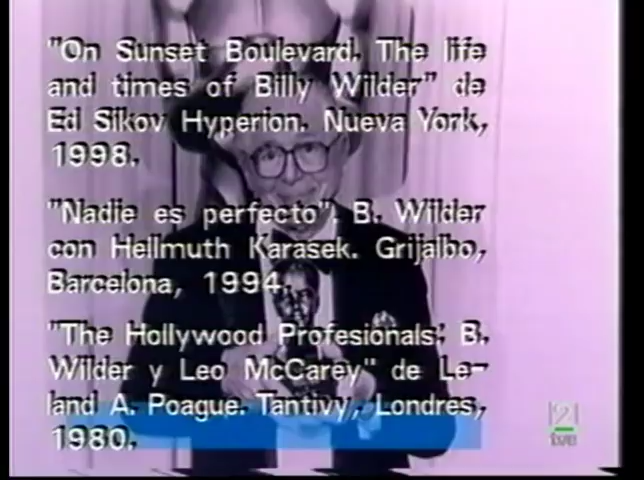 "On Sunset Boulevard. The life
and times of Billy Wilder" de
Ed Sikov Hyperion. Nueva York,
1998.
"Nadie es perfecto". B. Wilder
con Hellmuth Karasek. Grijalbo,
Barcelona, 1994.
"The Hollywood Profesionals: B.
Wilder y Leo McCarey" de Le-
land A. Poague. Tantivy, Londres,
1980.
2
tve